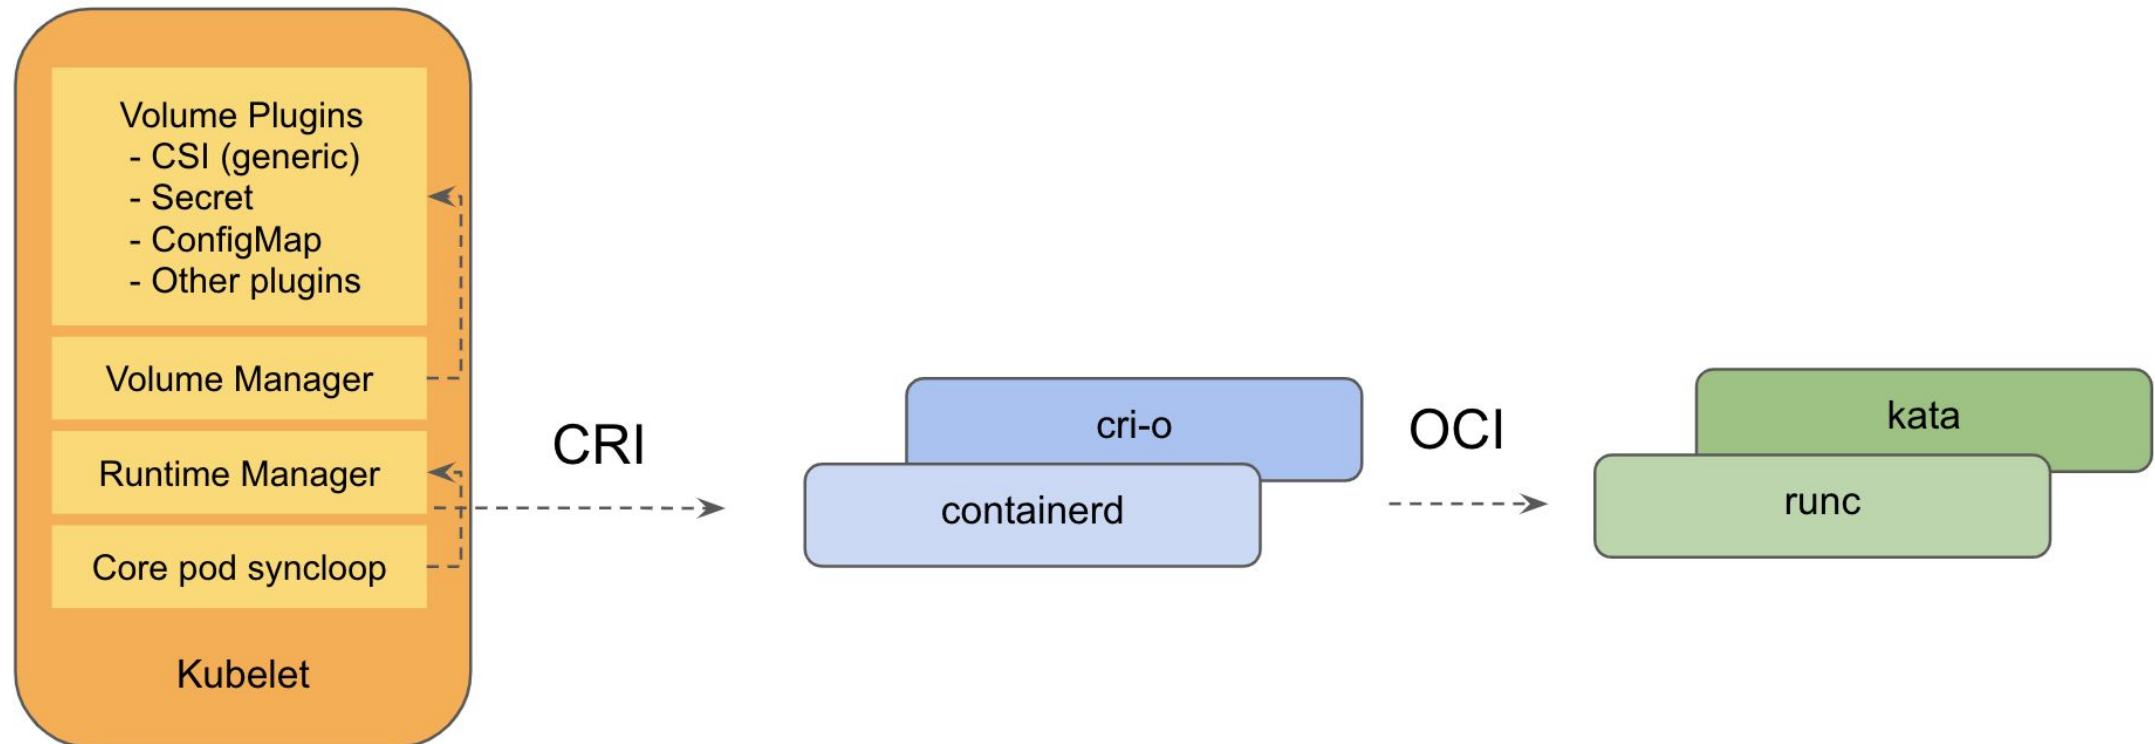 Volume Plugins
- CSI (generic)
- Secret
- ConfigMap
- Other plugins
Volume Manager
Runtime Manager
Core pod syncloop
Kubelet
CRI
cri-o
containerd
OCI
kata
runc